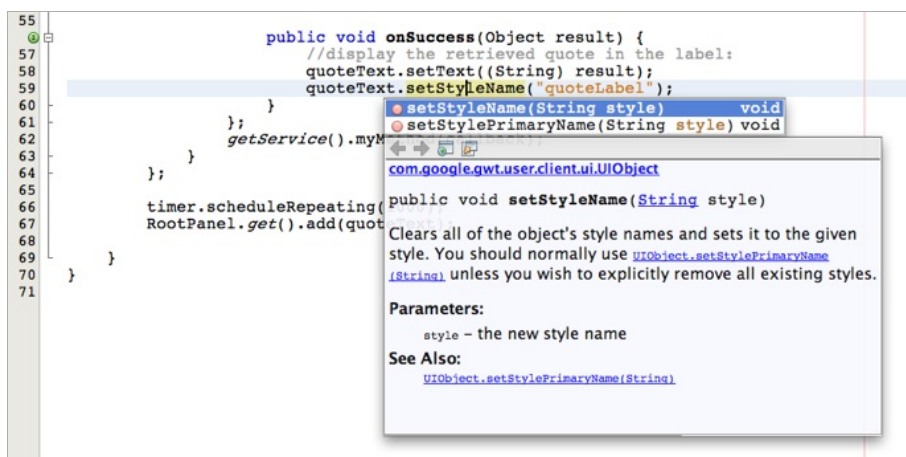 55
public void onSuccess(Object result) {
57 //display the retrieved quote in the label:
58 quoteText.setText((String) result);
59 quoteText.setStyleName("quoteLabel");
60 }
61 };
62 getService().myM
63 }
64 };
65
66 timer.scheduleRepeating(
67 RootPanel.get().add(quot
68
69 }
70 }
71
setStyleName(String style) void
setStylePrimaryName(String style) void
com.google.gwt.user.client.ui.UIObject
public void setStyleName(String style)
Clears all of the object's style names and sets it to the given
style. You should normally use UIObject.setStylePrimaryName
(String) unless you wish to explicitly remove all existing styles.
Parameters:
style – the new style name
See Also:
UIObject.setStylePrimaryName(String)